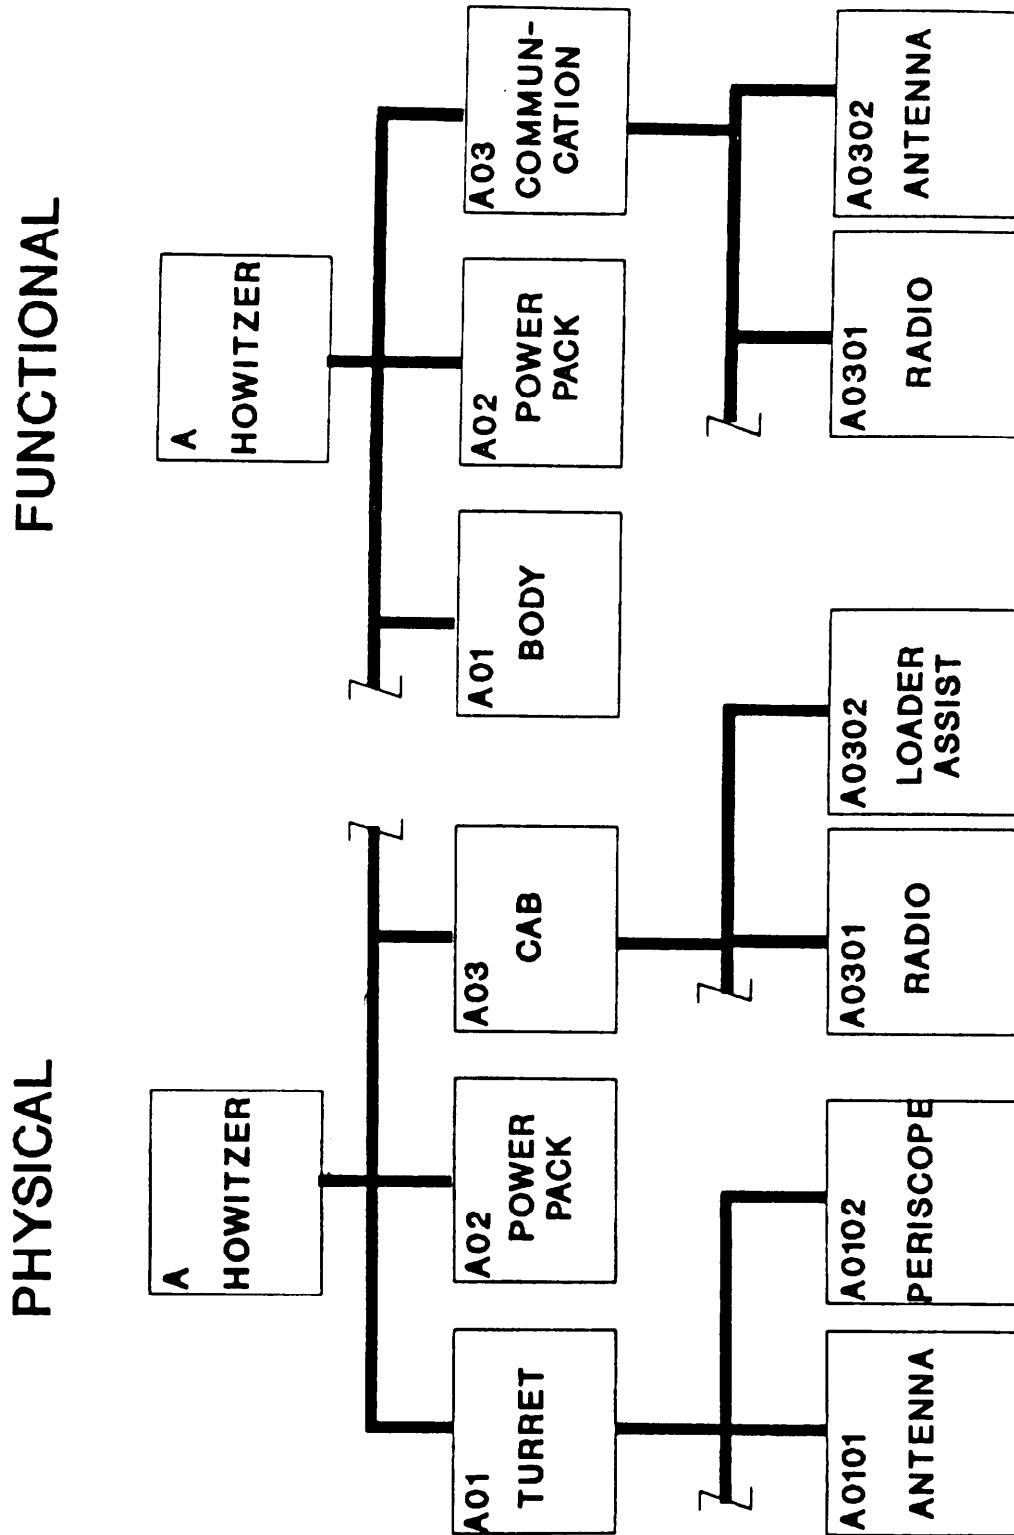 PHYSICAL
A
HOWITZER
A01
TURRET
A02
POWER
PACK
A03
CAB
A0101
ANTENNA
A0102
PERISCOPE
A0301
RADIO
A0302
LOADER
ASSIST
FUNCTIONAL
A
HOWITZER
A01
BODY
A02
POWER
PACK
A03
COMMUN-
CATION
A0301
RADIO
A0302
ANTENNA